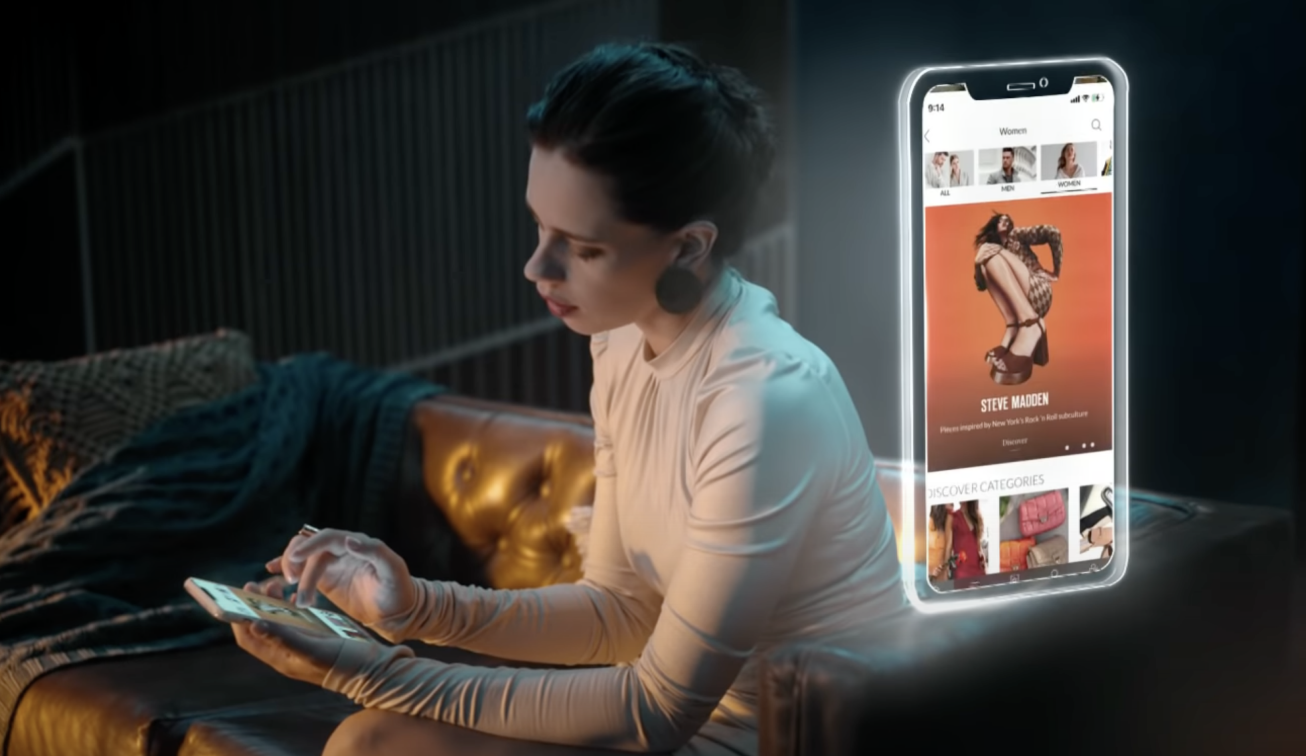 9:14
Women
ALL
MEN
WOMEN
STEVE MADDEN
Pieces inspired by New York's Rock 'n Roll subculture
Discover
DISCOVER CATEGORIES